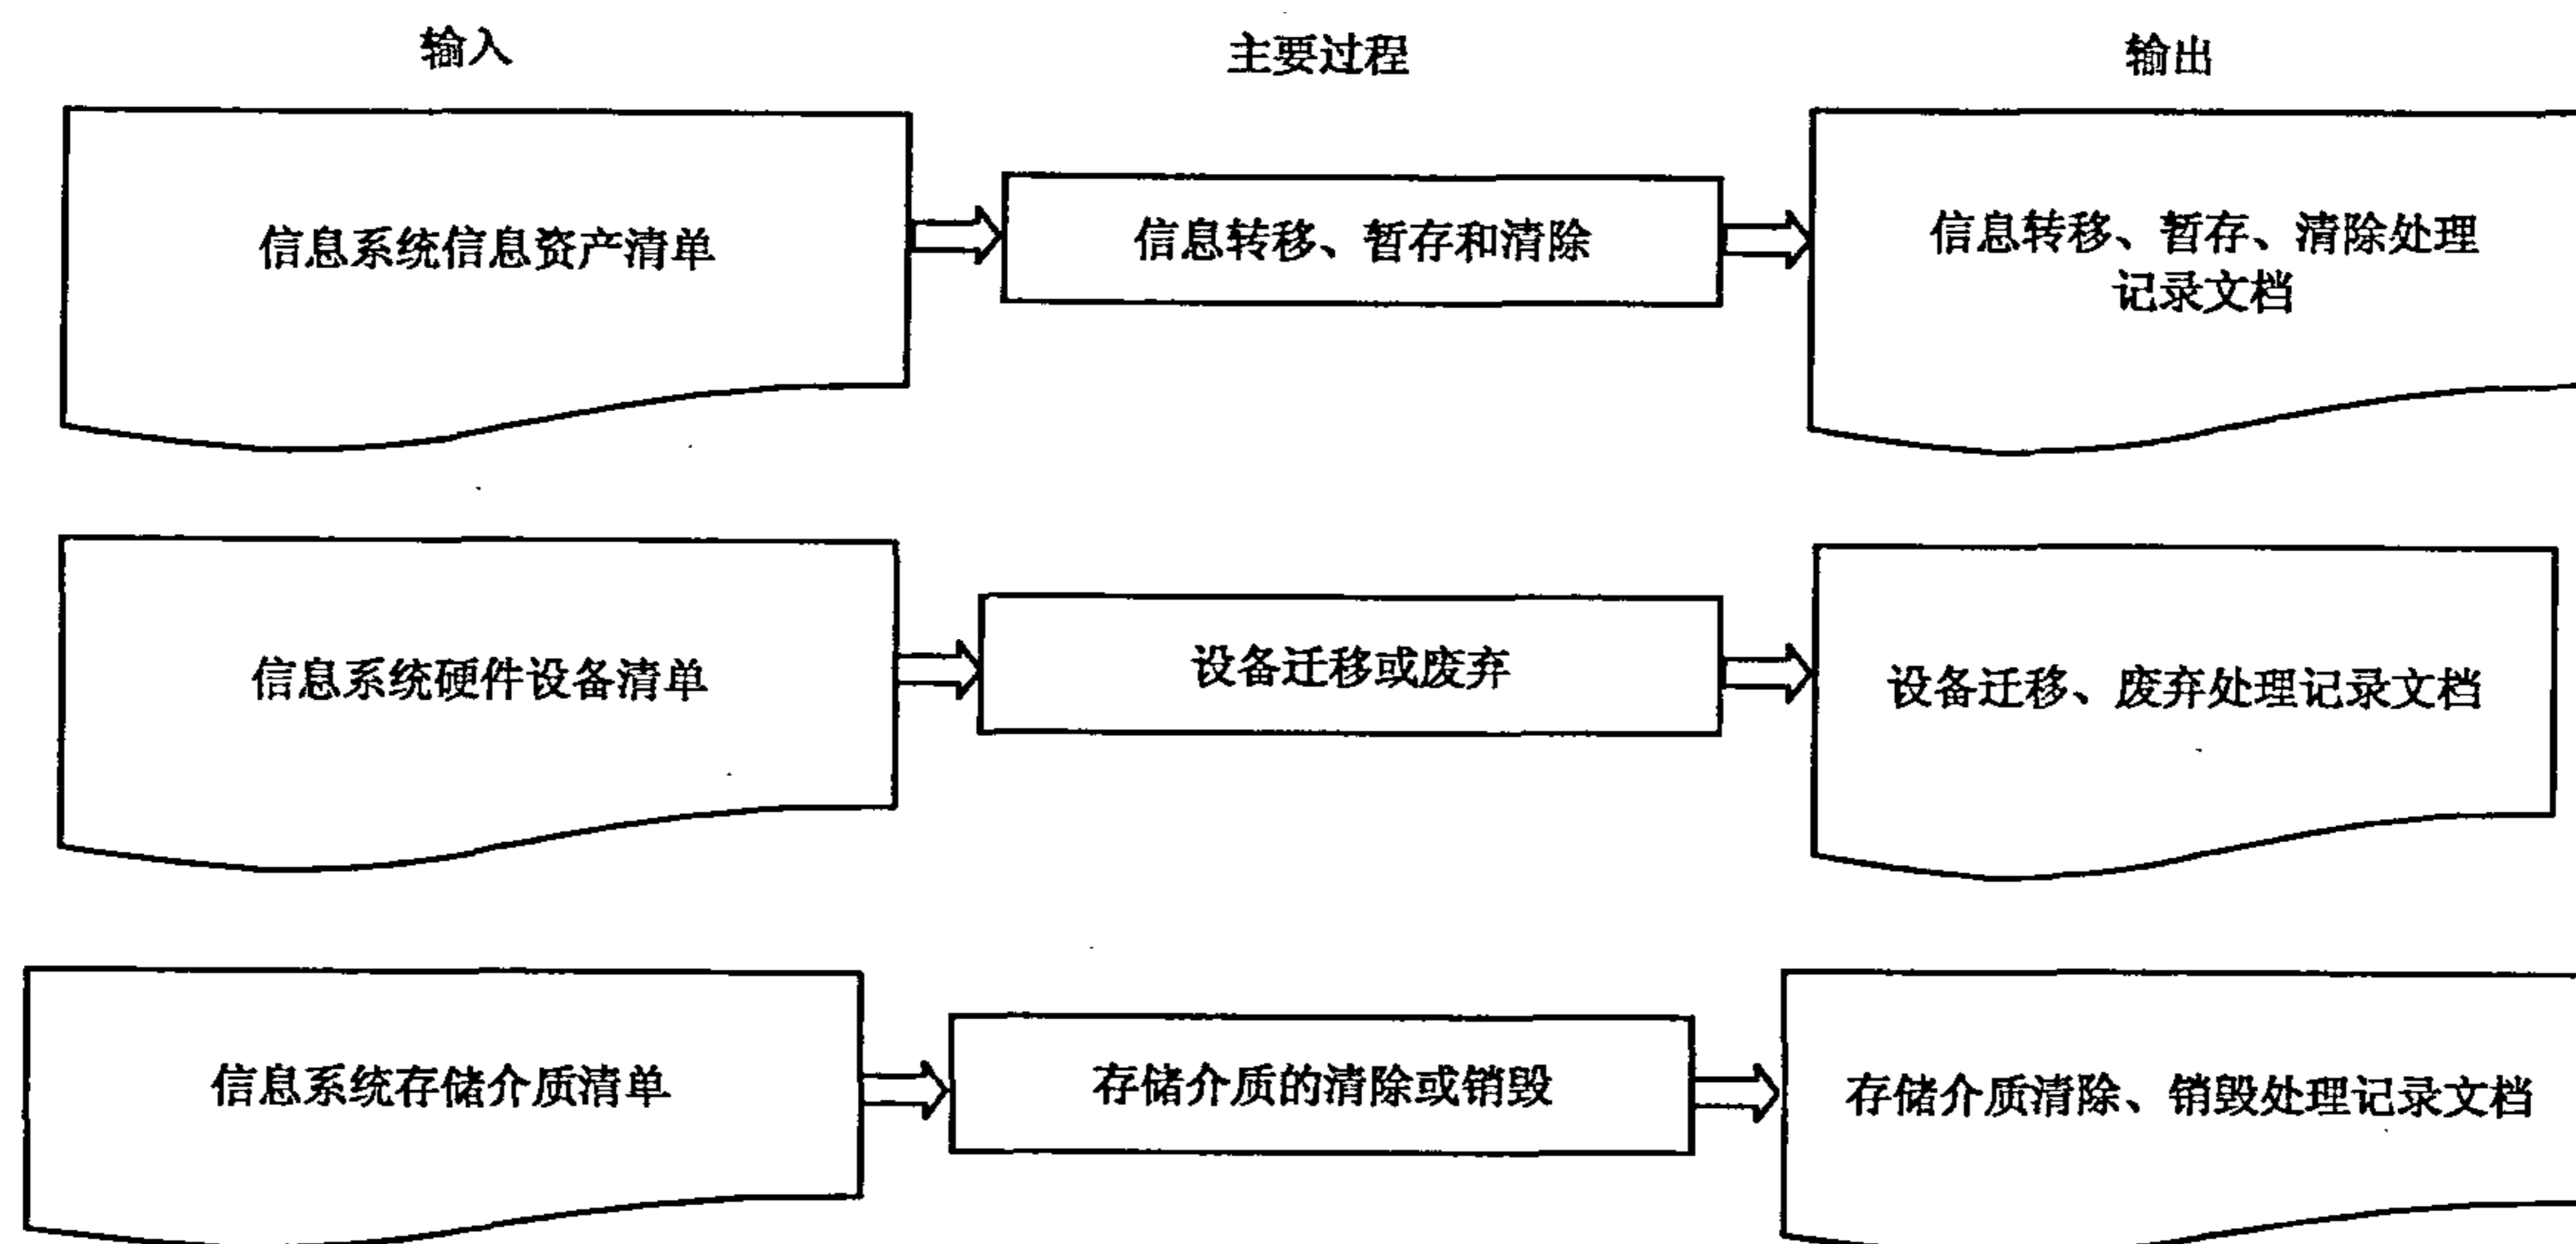 输入
主要过程
输出
信息系统信息资产清单
信息转移、暂存和清除
信息转移、暂存、清除处理
记录文档
信息系统硬件设备清单
设备迁移或废弃
设备迁移、废弃处理记录文档
信息系统存储介质清单
存储介质的清除或销毁
存储介质清除、销毁处理记录文档